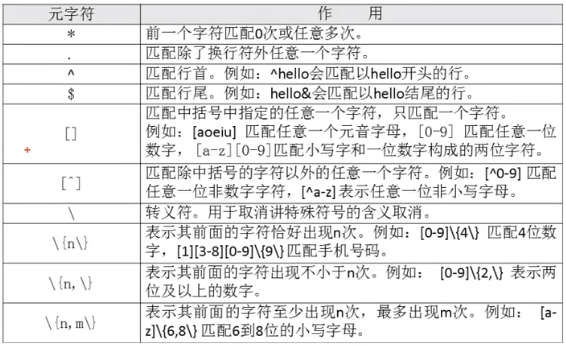 元字符 作 用
* 前一个字符匹配0次或任意多次。
. 匹配除了换行符外任意一个字符。
^ 匹配行首。例如：^hello会匹配以hello开头的行。
$ 匹配行尾。例如：hello&会匹配以hello结尾的行。
[] 匹配中括号中指定的任意一个字符，只匹配一个字符。
例如：[aoeiu] 匹配任意一个元音字母，[0-9] 匹配任意一位
数字， [a-z][0-9]匹配小写字和一位数字构成的两位字符。
+
[^] 匹配除中括号的字符以外的任意一个字符。例如：[^0-9] 匹配
任意一位非数字字符，[^a-z]表示任意一位非小写字母。
\ 转义符。用于取消讲特殊符号的含义取消。
\{n\} 表示其前面的字符恰好出现n次。例如：[0-9]\{4\} 匹配4位数
字，[1][3-8][0-9]\{9\}匹配手机号码。
\{n,\} 表示其前面的字符出现不小于n次。例如： [0-9]\{2,\} 表示两
位及以上的数字。
\{n,m\} 表示其前面的字符至少出现n次，最多出现m次。例如： [a-
z]\{6,8\}匹配6到8位的小写字母。